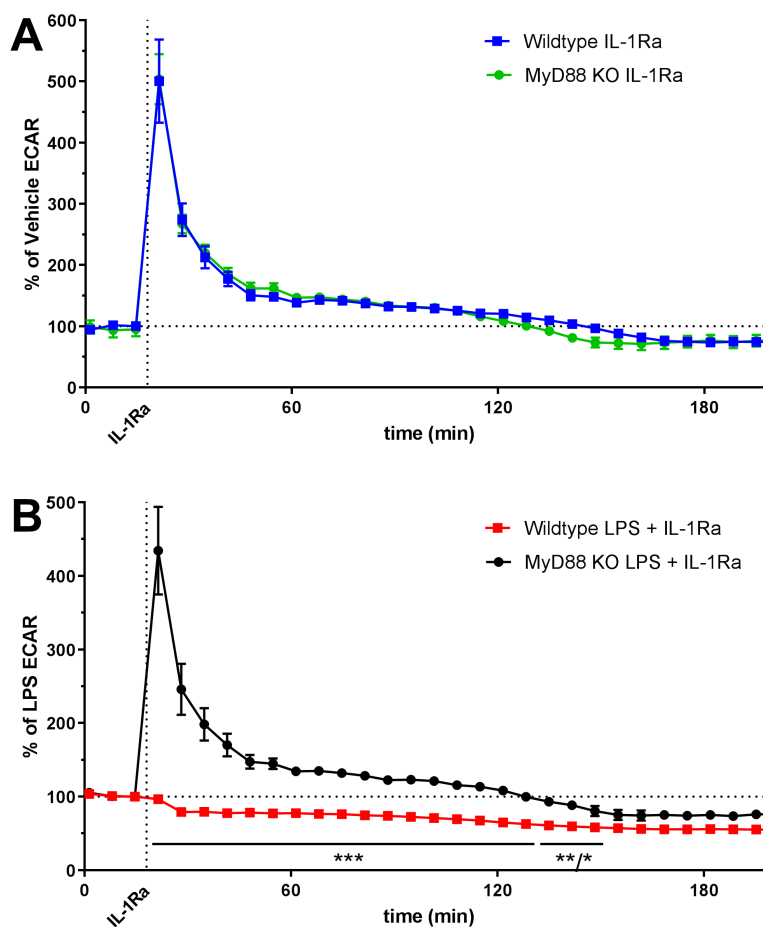 A
600
500
400
300
200
100
0
% of Vehicle ECAR
Wildtype IL-1Ra
MyD88 KO IL-1Ra
0
60
120
180
IL-1Ra
time (min)
B
500
400
300
200
100
0
% of LPS ECAR
Wildtype LPS + IL-1Ra
MyD88 KO LPS + IL-1Ra
***
**/*
0
60
120
180
IL-1Ra
time (min)